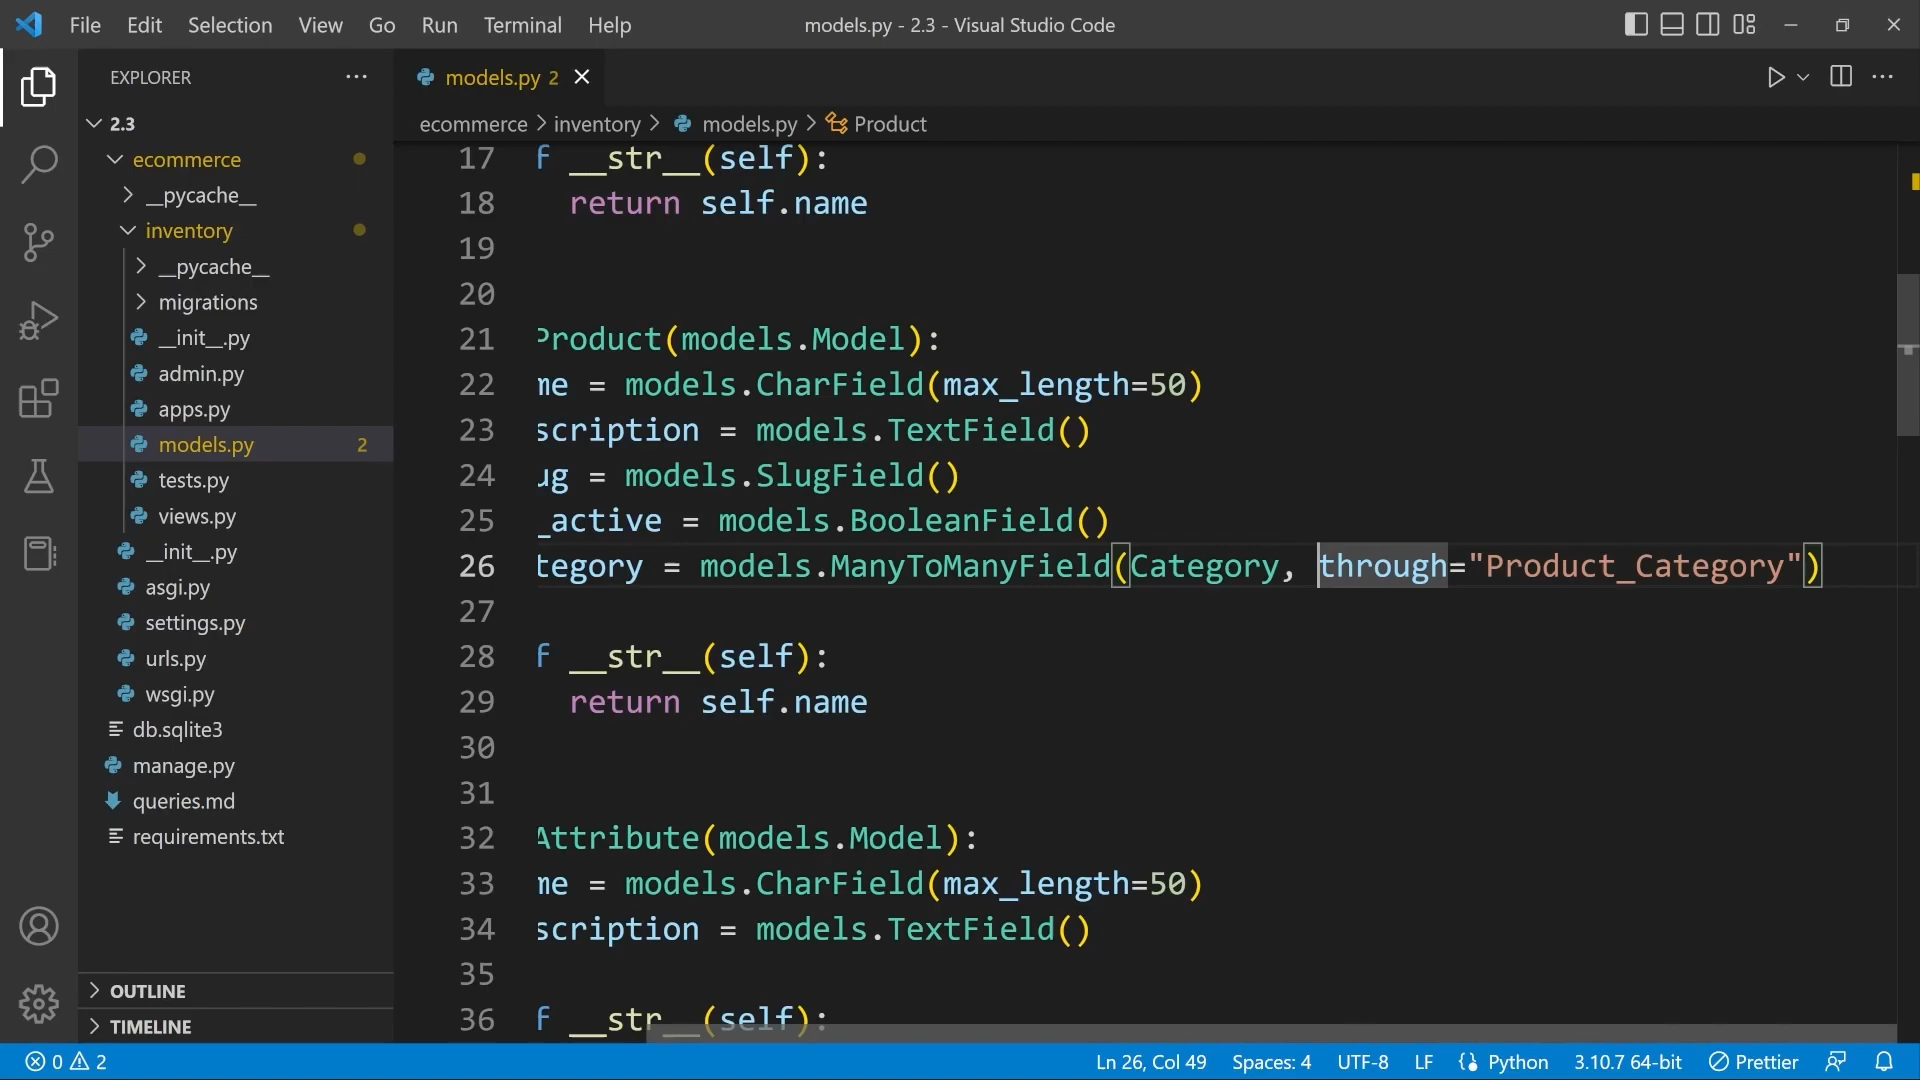 File Edit Selection View Go Run Terminal Help
models.py - 2.3 - Visual Studio Code
EXPLORER
2.3
ecommerce
__pycache__
inventory
__pycache__
migrations
__init__.py
admin.py
apps.py
models.py 2
tests.py
views.py
__init__.py
asgi.py
settings.py
urls.py
wsgi.py
db.sqlite3
manage.py
queries.md
requirements.txt
OUTLINE
TIMELINE
models.py 2
ecommerce > inventory > models.py > Product
17 f __str__(self):
18 return self.name
19
20
21 Product(models.Model):
22 me = models.CharField(max_length=50)
23 scription = models.TextField()
24 ug = models.SlugField()
25 _active = models.BooleanField()
26 tegory = models.ManyToManyField(Category, through="Product_Category")
27
28 f __str__(self):
29 return self.name
30
31
32 Attribute(models.Model):
33 me = models.CharField(max_length=50)
34 scription = models.TextField()
35
36 f __str__(self):
0 2
Ln 26, Col 49 Spaces: 4 UTF-8 LF Python 3.10.7 64-bit Prettier